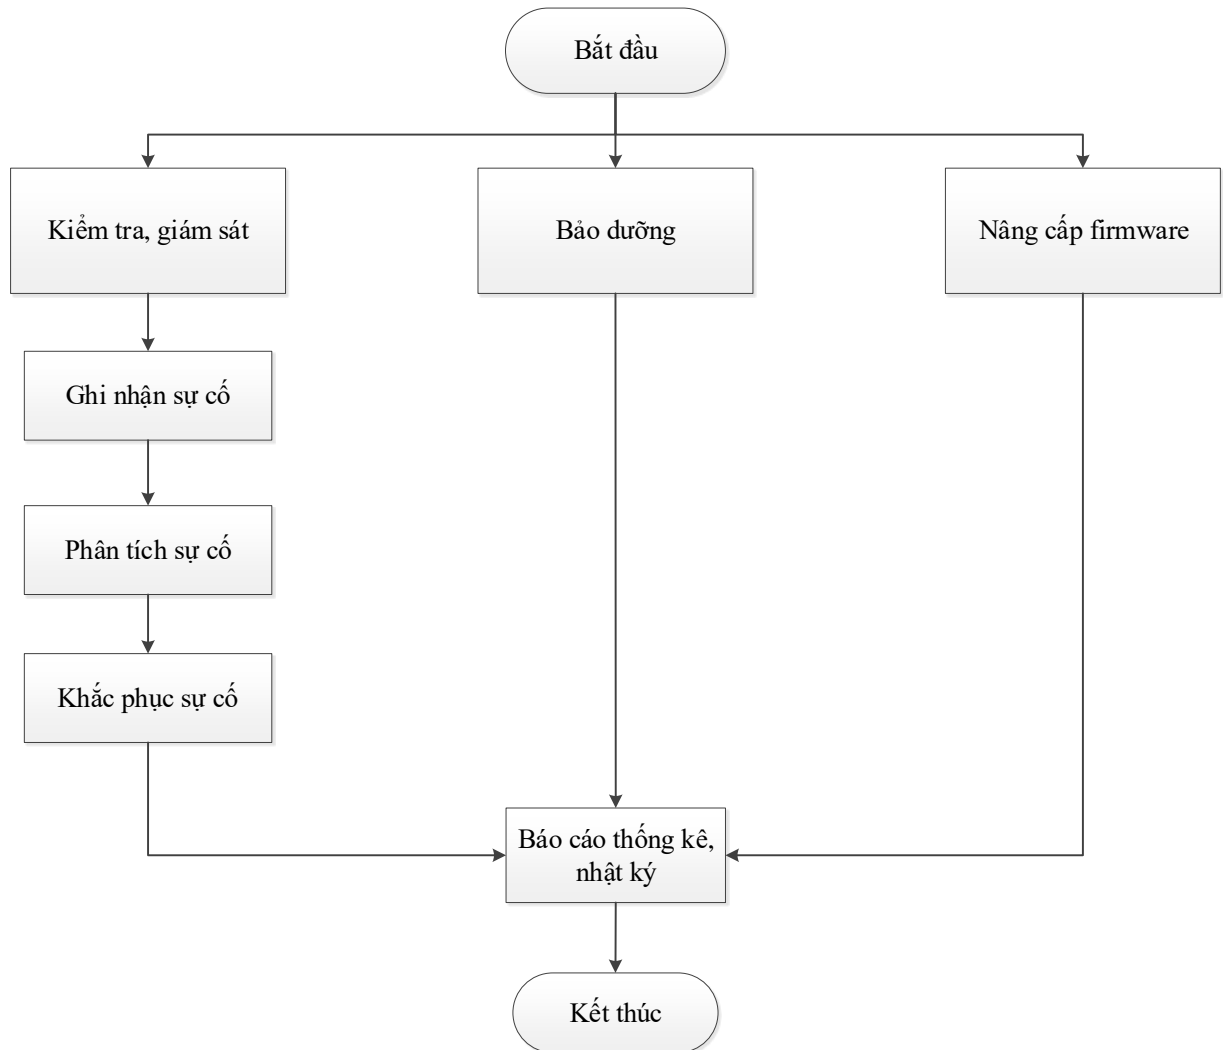 Bắt đầu
Kiểm tra, giám sát
Bảo dưỡng
Nâng cấp firmware
Ghi nhận sự cố
Phân tích sự cố
Khắc phục sự cố
Báo cáo thống kê,
nhật ký
Kết thúc